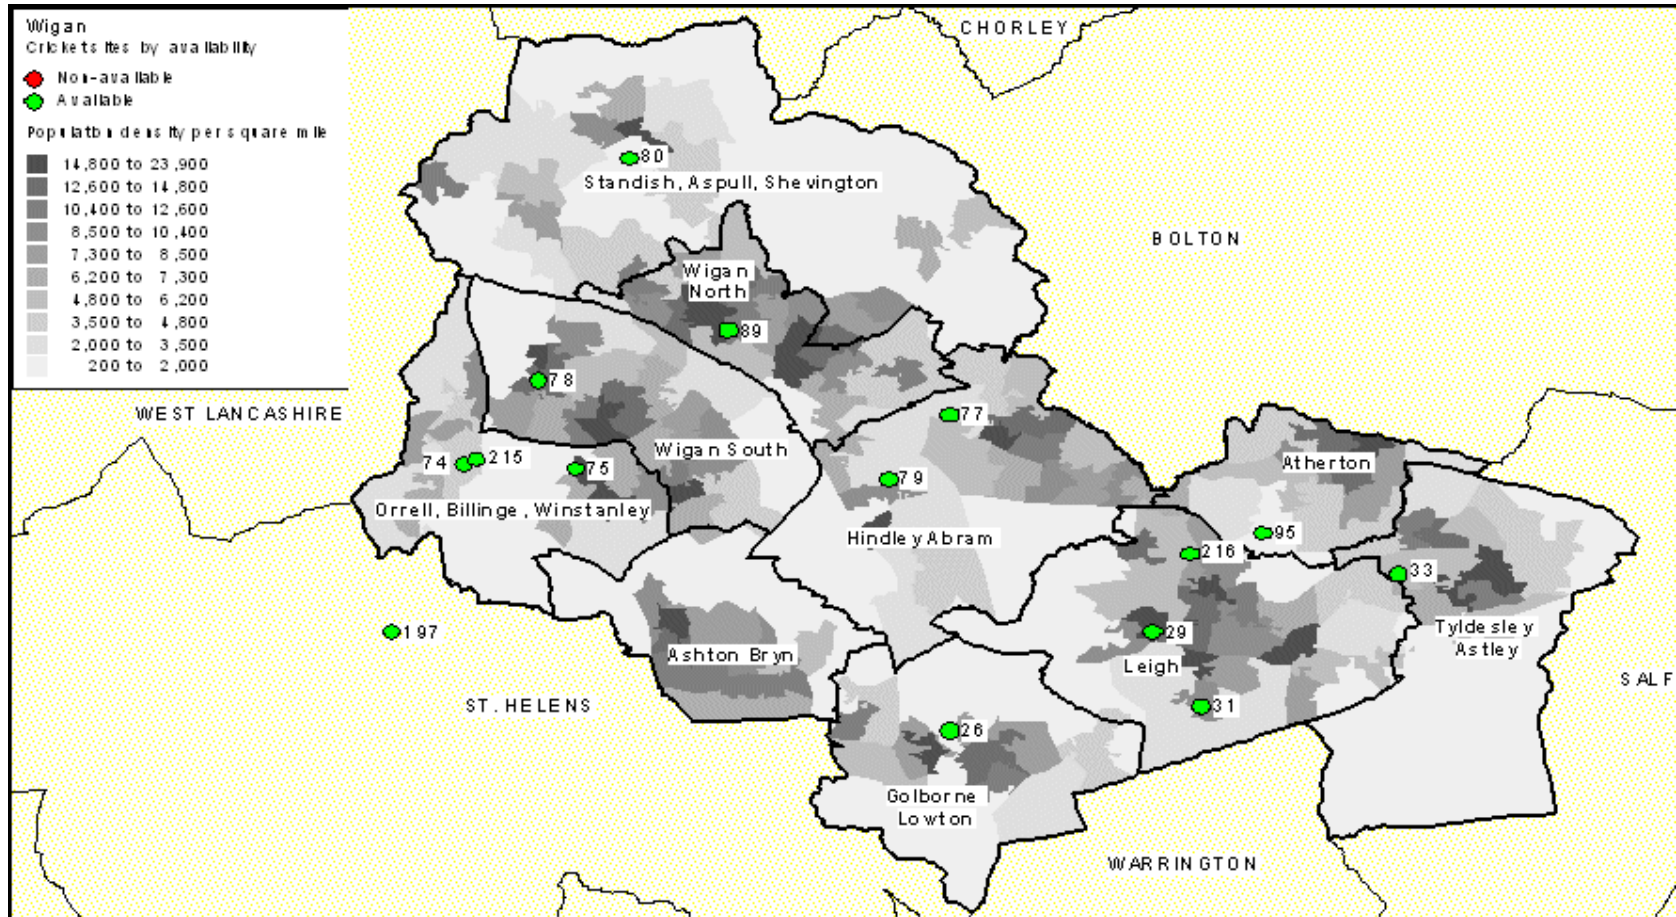 Wigan
Cricket sites by availability
Non-available
Available
Population density per square mile
14,800 to 23,900
12,600 to 14,800
10,400 to 12,600
8,500 to 10,400
7,300 to 8,500
6,200 to 7,300
4,800 to 6,200
3,500 to 4,800
2,000 to 3,500
200 to 2,000
CHORLEY
80
Standish, Aspull, Shevington
BOLTON
Wigan
North
89
78
WEST LANCASHIRE
77
Wigan South
74
215
75
79
Atherton
Orrell, Billinge, Winstanley
Hindley Abram
95
216
33
197
29
Tyldesley
Astley
Ashton Bryn
Leigh
SALF
ST. HELENS
31
26
Golborne
Lowton
WARRINGTON